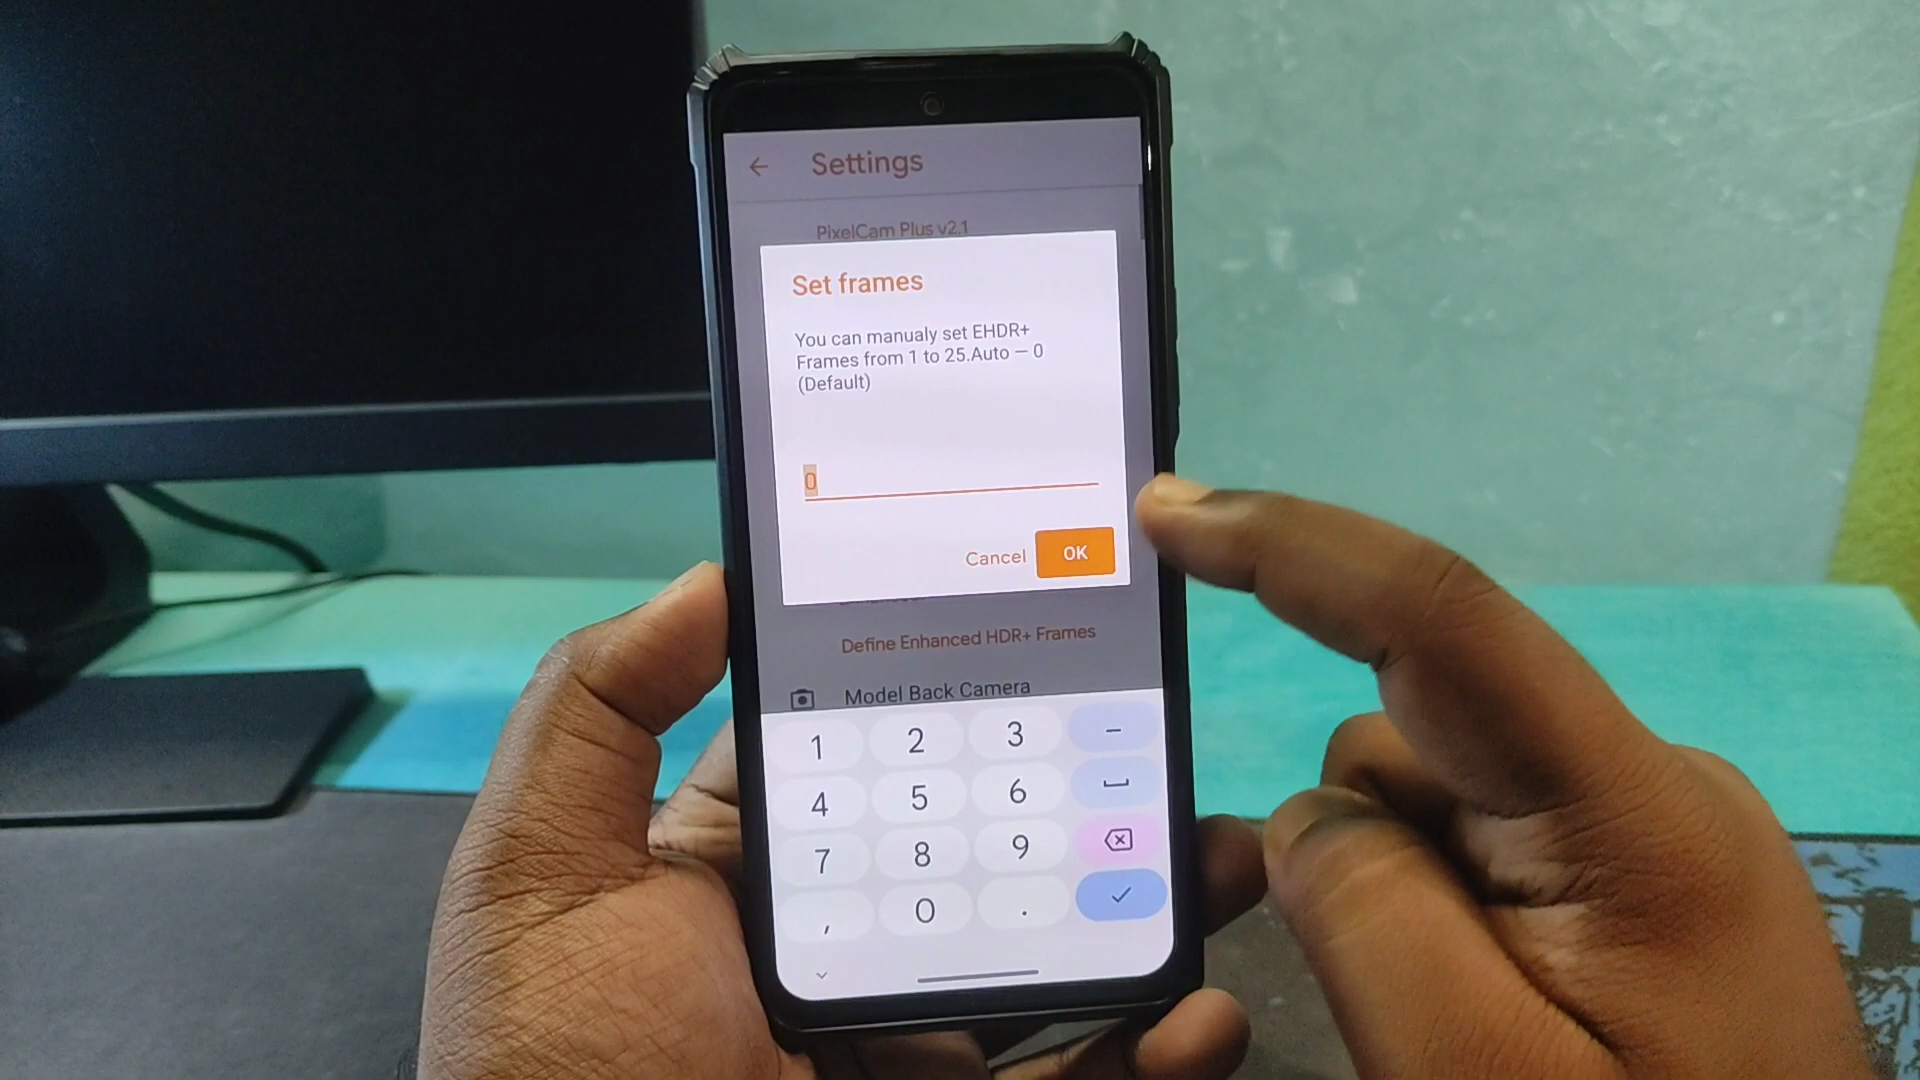 Settings
PixelCam Plus v2.1
Set frames
You can manualy set EHDR+
Frames from 1 to 25.Auto — 0
(Default)
0
Cancel
OK
Define Enhanced HDR+ Frames
Model Back Camera
1 2 3 –
4 5 6
7 8 9
, 0 .